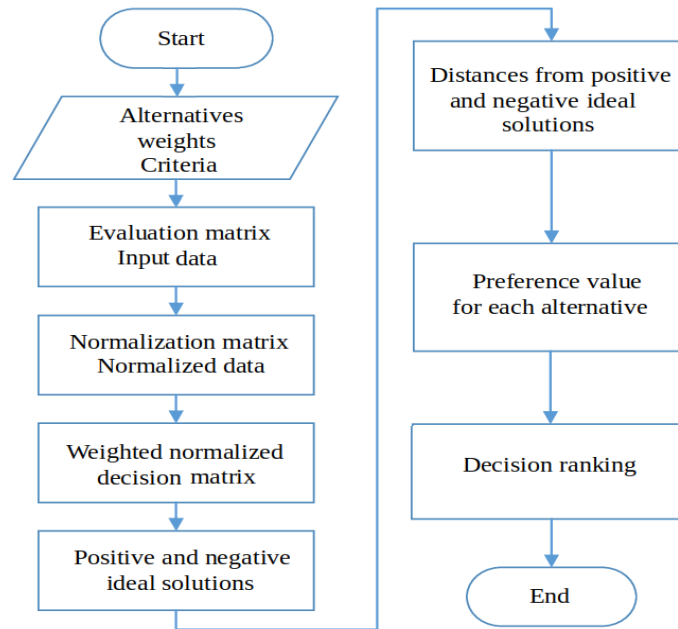 Start
Alternatives
weights
Criteria
Evaluation matrix
Input data
Normalization matrix
Normalized data
Weighted normalized
decision matrix
Positive and negative
ideal solutions
Distances from positive
and negative ideal
solutions
Preference value
for each alternative
Decision ranking
End